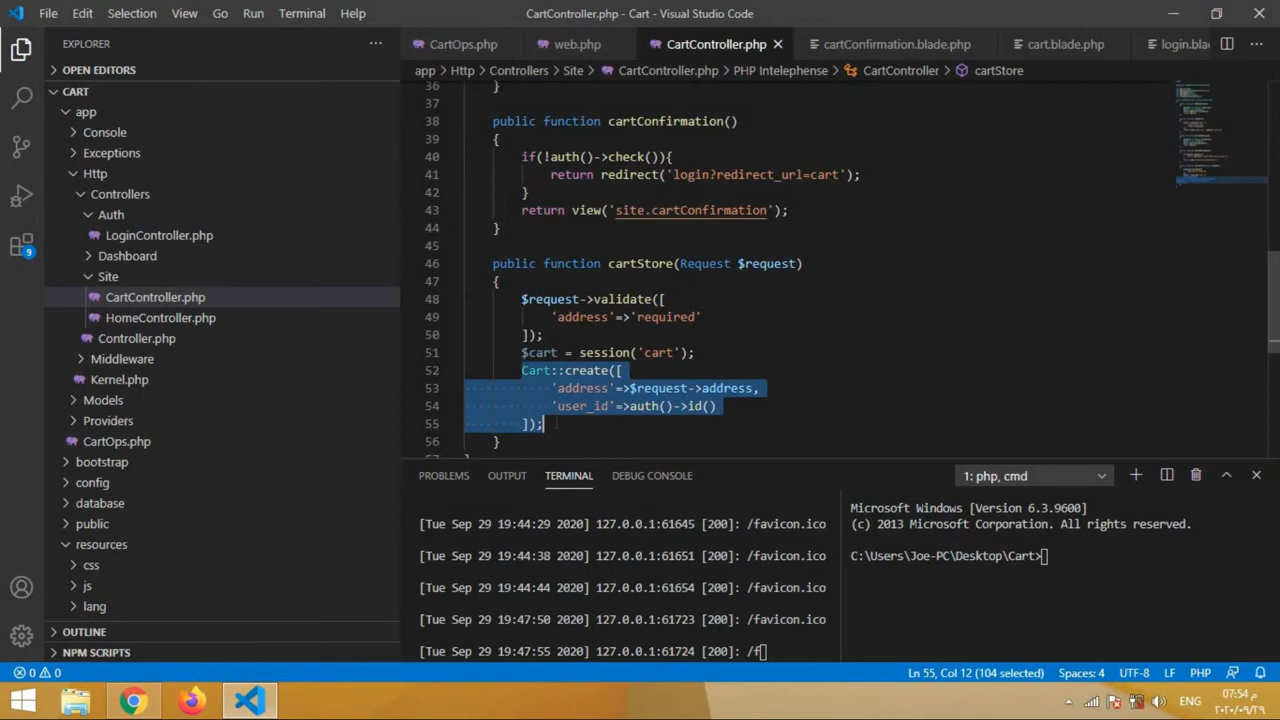 File Edit Selection View Go Run Terminal Help
CartController.php - Cart - Visual Studio Code
EXPLORER
OPEN EDITORS
CART
app
Console
Exceptions
Http
Controllers
Auth
LoginController.php
Dashboard
Site
CartController.php
HomeController.php
Controller.php
Middleware
Kernel.php
Models
Providers
CartOps.php
bootstrap
config
database
public
resources
css
js
lang
OUTLINE
NPM SCRIPTS
9
CartOps.php web.php CartController.php cartConfirmation.blade.php cart.blade.php login.bla
app > Http > Controllers > Site > CartController.php > PHP Intelephense > CartController > cartStore
36 }
37
38 public function cartConfirmation()
39 {
40 if(!auth()->check()){
41 return redirect('login?redirect_url=cart');
42 }
43 return view('site.cartConfirmation');
44 }
45
46 public function cartStore(Request $request)
47 {
48 $request->validate([
49 'address'=>'required'
50 ]);
51 $cart = session('cart');
52 Cart::create([
53 'address'=>$request->address,
54 'user_id'=>auth()->id()
55 ]);
56 }
57 }
PROBLEMS OUTPUT TERMINAL DEBUG CONSOLE
1: php, cmd
[Tue Sep 29 19:44:29 2020] 127.0.0.1:61645 [200]: /favicon.ico
[Tue Sep 29 19:44:38 2020] 127.0.0.1:61651 [200]: /favicon.ico
[Tue Sep 29 19:44:44 2020] 127.0.0.1:61654 [200]: /favicon.ico
[Tue Sep 29 19:47:50 2020] 127.0.0.1:61723 [200]: /favicon.ico
[Tue Sep 29 19:47:55 2020] 127.0.0.1:61724 [200]: /f
Microsoft Windows [Version 6.3.9600]
(c) 2013 Microsoft Corporation. All rights reserved.
C:\Users\Joe-PC\Desktop\Cart>
0 0
Ln 55, Col 12 (104 selected) Spaces: 4 UTF-8 LF PHP
ENG
07:54 م
٢٠٢٠/٠٩/٢٩